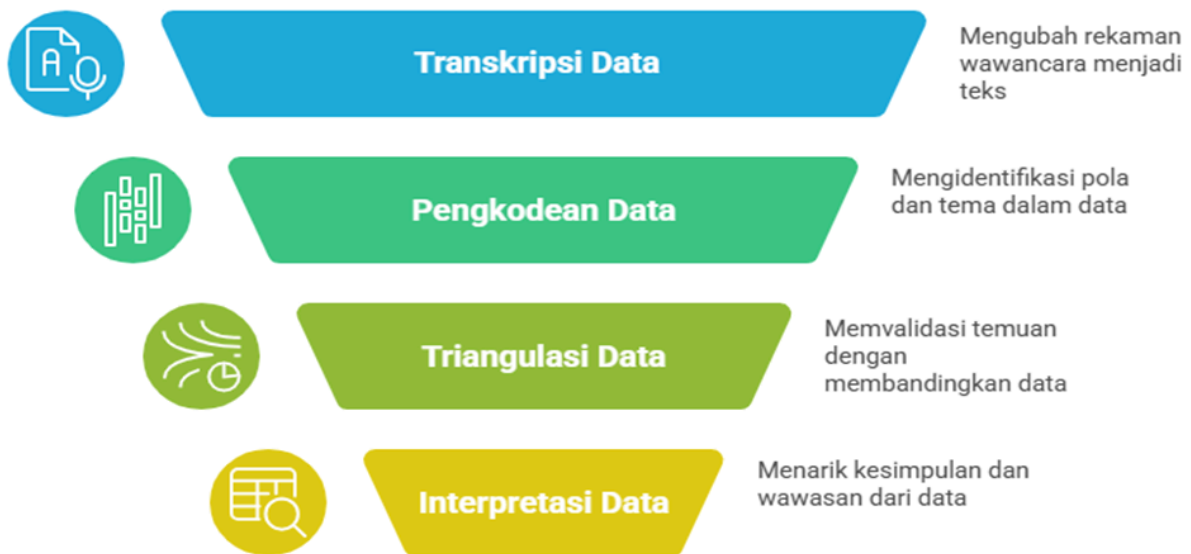 Transkripsi Data
Mengubah rekaman
wawancara menjadi
teks
Pengkodean Data
Mengidentifikasi pola
dan tema dalam data
Triangulasi Data
Memvalidasi temuan
dengan
membandingkan data
Interpretasi Data
Menarik kesimpulan dan
wawasan dari data